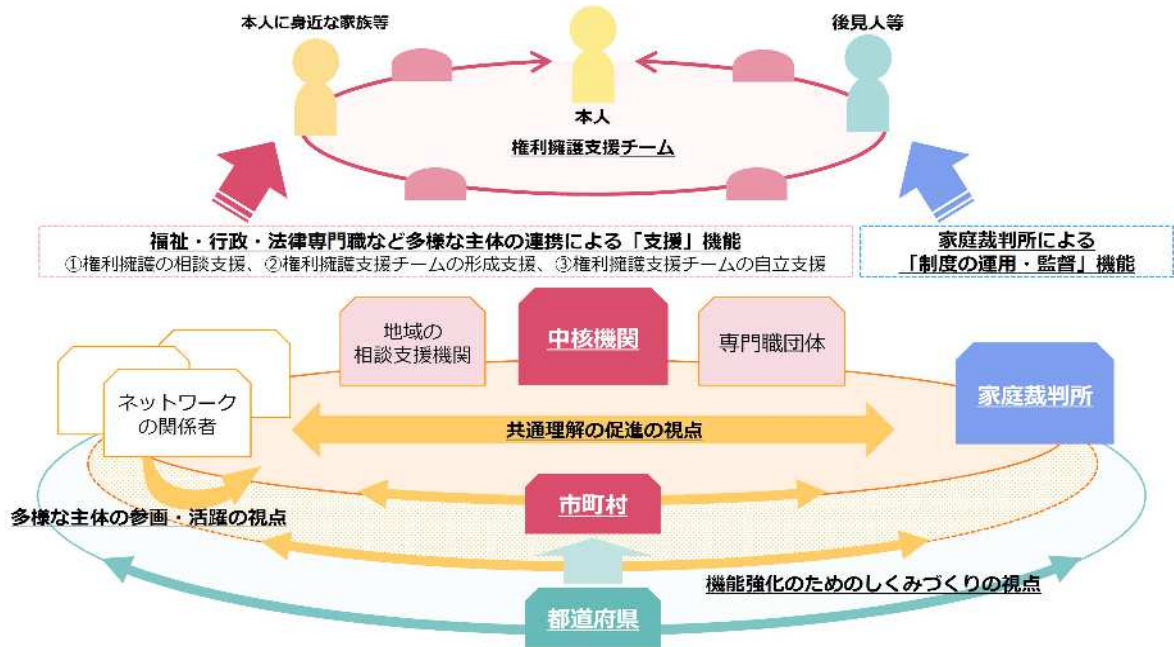 本人に身近な家族等
後見人等
本人
権利擁護支援チーム
福祉・行政・法律専門職など多様な主体の連携による「支援」機能
①権利擁護の相談支援、②権利擁護支援チームの形成支援、③権利擁護支援チームの自立支援
家庭裁判所による
「制度の運用・監督」機能
地域の
相談支援機関
中核機関
専門職団体
ネットワーク
の関係者
家庭裁判所
共通理解の促進の視点
市町村
多様な主体の参画・活躍の視点
機能強化のためのしくみづくりの視点
都道府県